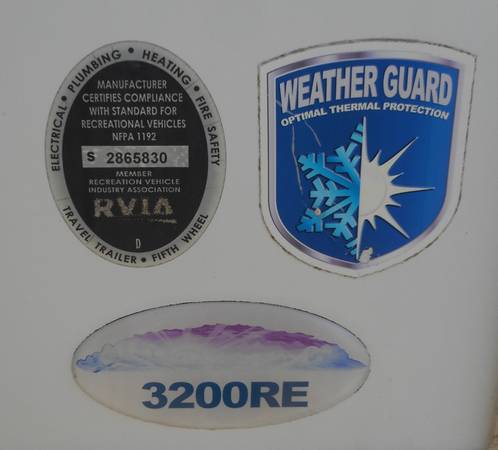 ELECTRICAL • PLUMBING • HEATING • FIRE SAFETY
MANUFACTURER
CERTIFIES COMPLIANCE
WITH STANDARD FOR
RECREATIONAL VEHICLES
NFPA 1192
S 2865830
MEMBER
RECREATION VEHICLE
INDUSTRY ASSOCIATION
RVIA
D
TRAVEL TRAILER • FIFTH WHEEL
WEATHER GUARD
OPTIMAL THERMAL PROTECTION
3200RE